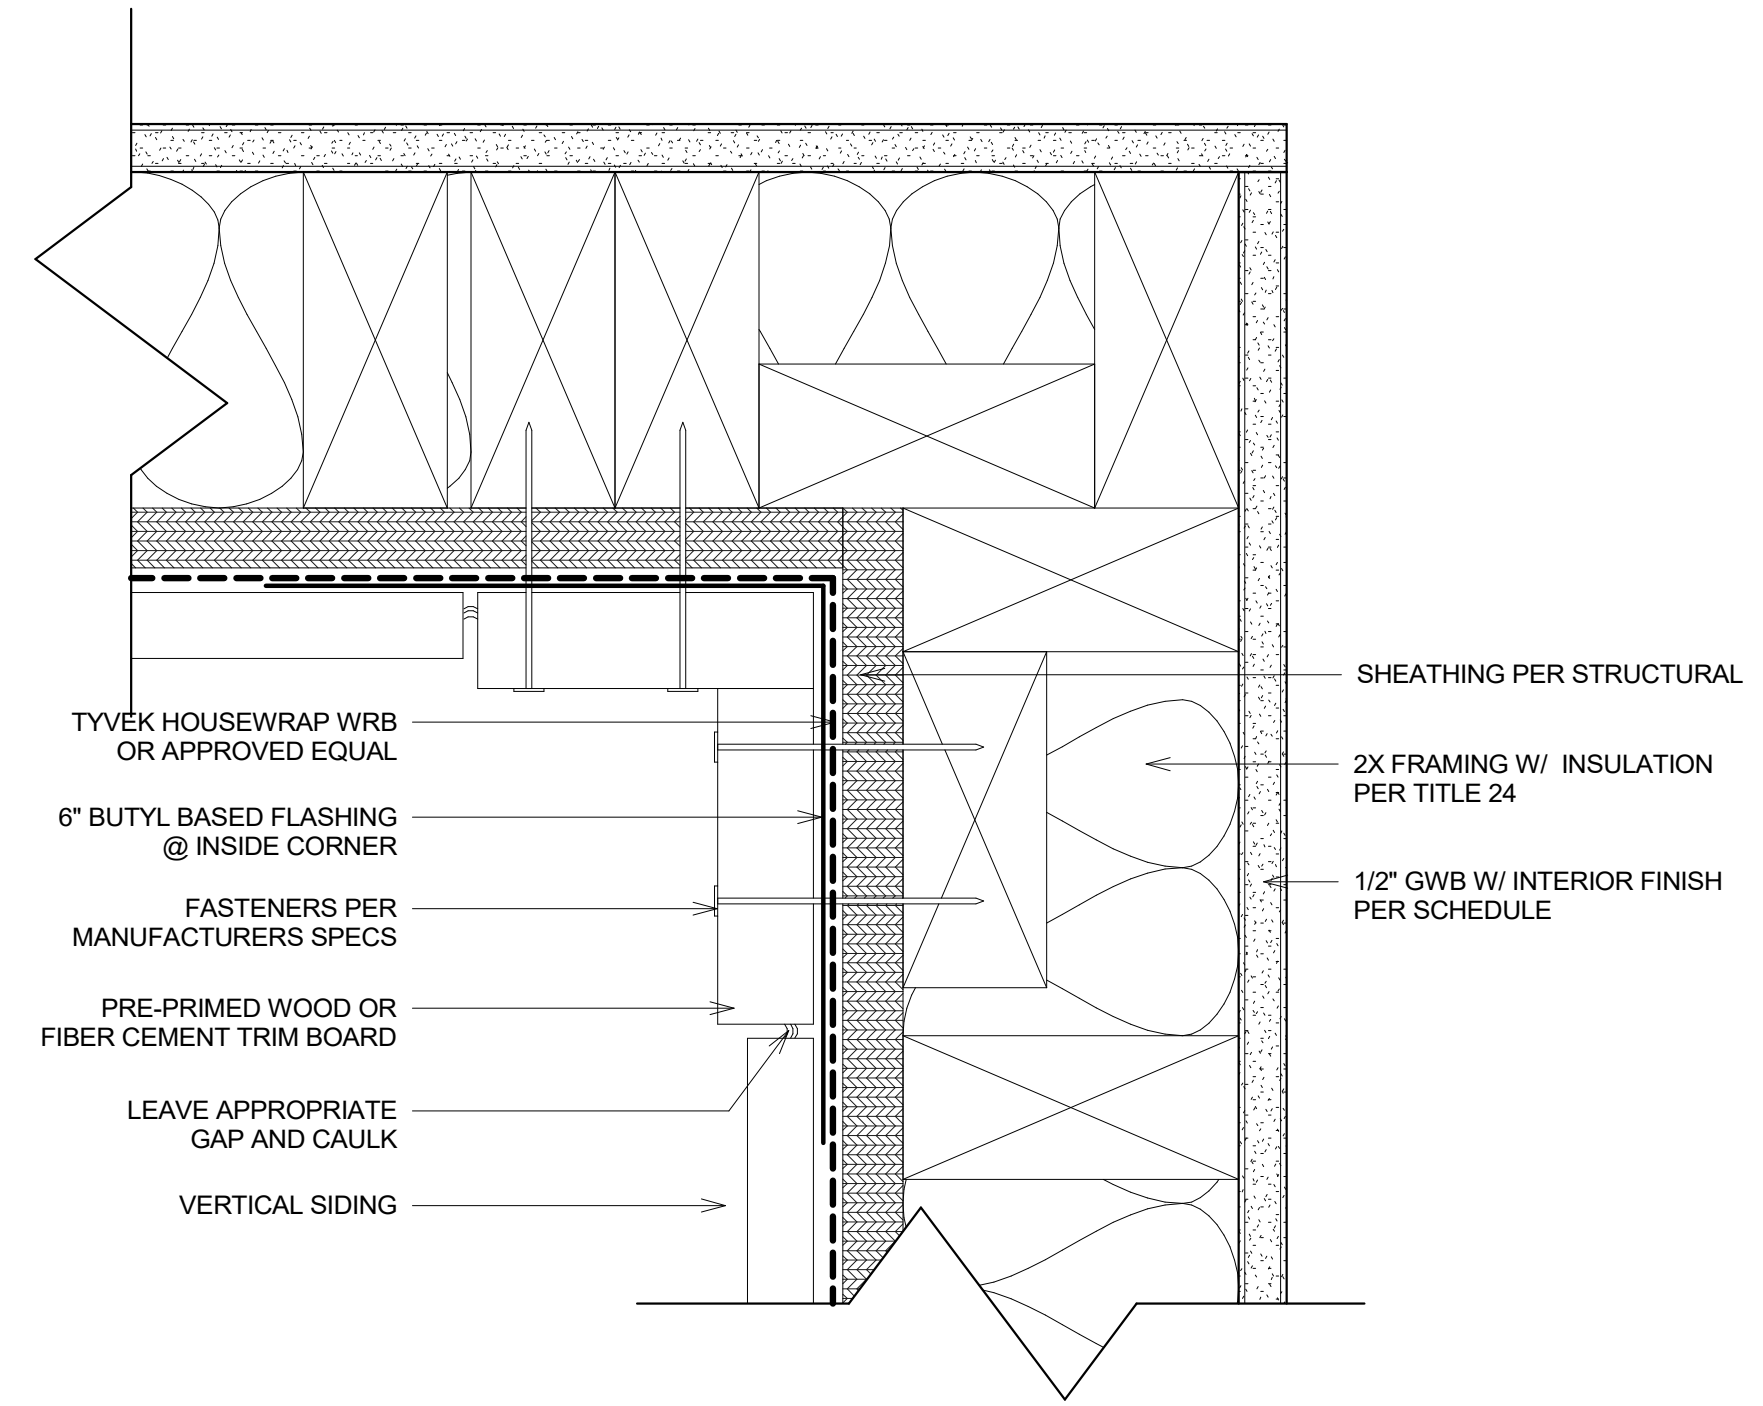 TYVEK HOUSEWRAP WRB
OR APPROVED EQUAL
6" BUTYL BASED FLASHING
@ INSIDE CORNER
FASTENERS PER
MANUFACTURERS SPECS
PRE-PRIMED WOOD OR
FIBER CEMENT TRIM BOARD
LEAVE APPROPRIATE
GAP AND CAULK
VERTICAL SIDING
SHEATHING PER STRUCTURAL
2X FRAMING W/ INSULATION
PER TITLE 24
1/2" GWB W/ INTERIOR FINISH
PER SCHEDULE